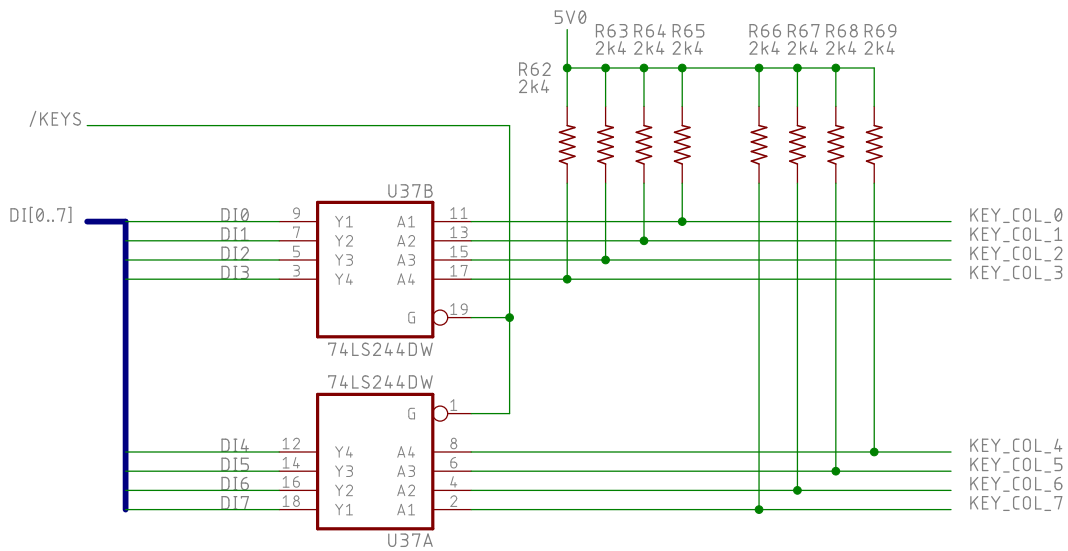 5V0
R63 R64 R65 R66 R67 R68 R69
2k4 2k4 2k4 2k4 2k4 2k4 2k4
R62
2k4
/KEYS
U37B
DI[0..7] DI0 9 Y1 A1 11 KEY_COL_0
DI1 7 Y2 A2 13 KEY_COL_1
DI2 5 Y3 A3 15 KEY_COL_2
DI3 3 Y4 A4 17 KEY_COL_3
G 19
74LS244DW
74LS244DW
G 1
DI4 12 Y4 A4 8 KEY_COL_4
DI5 14 Y3 A3 6 KEY_COL_5
DI6 16 Y2 A2 4 KEY_COL_6
DI7 18 Y1 A1 2 KEY_COL_7
U37A